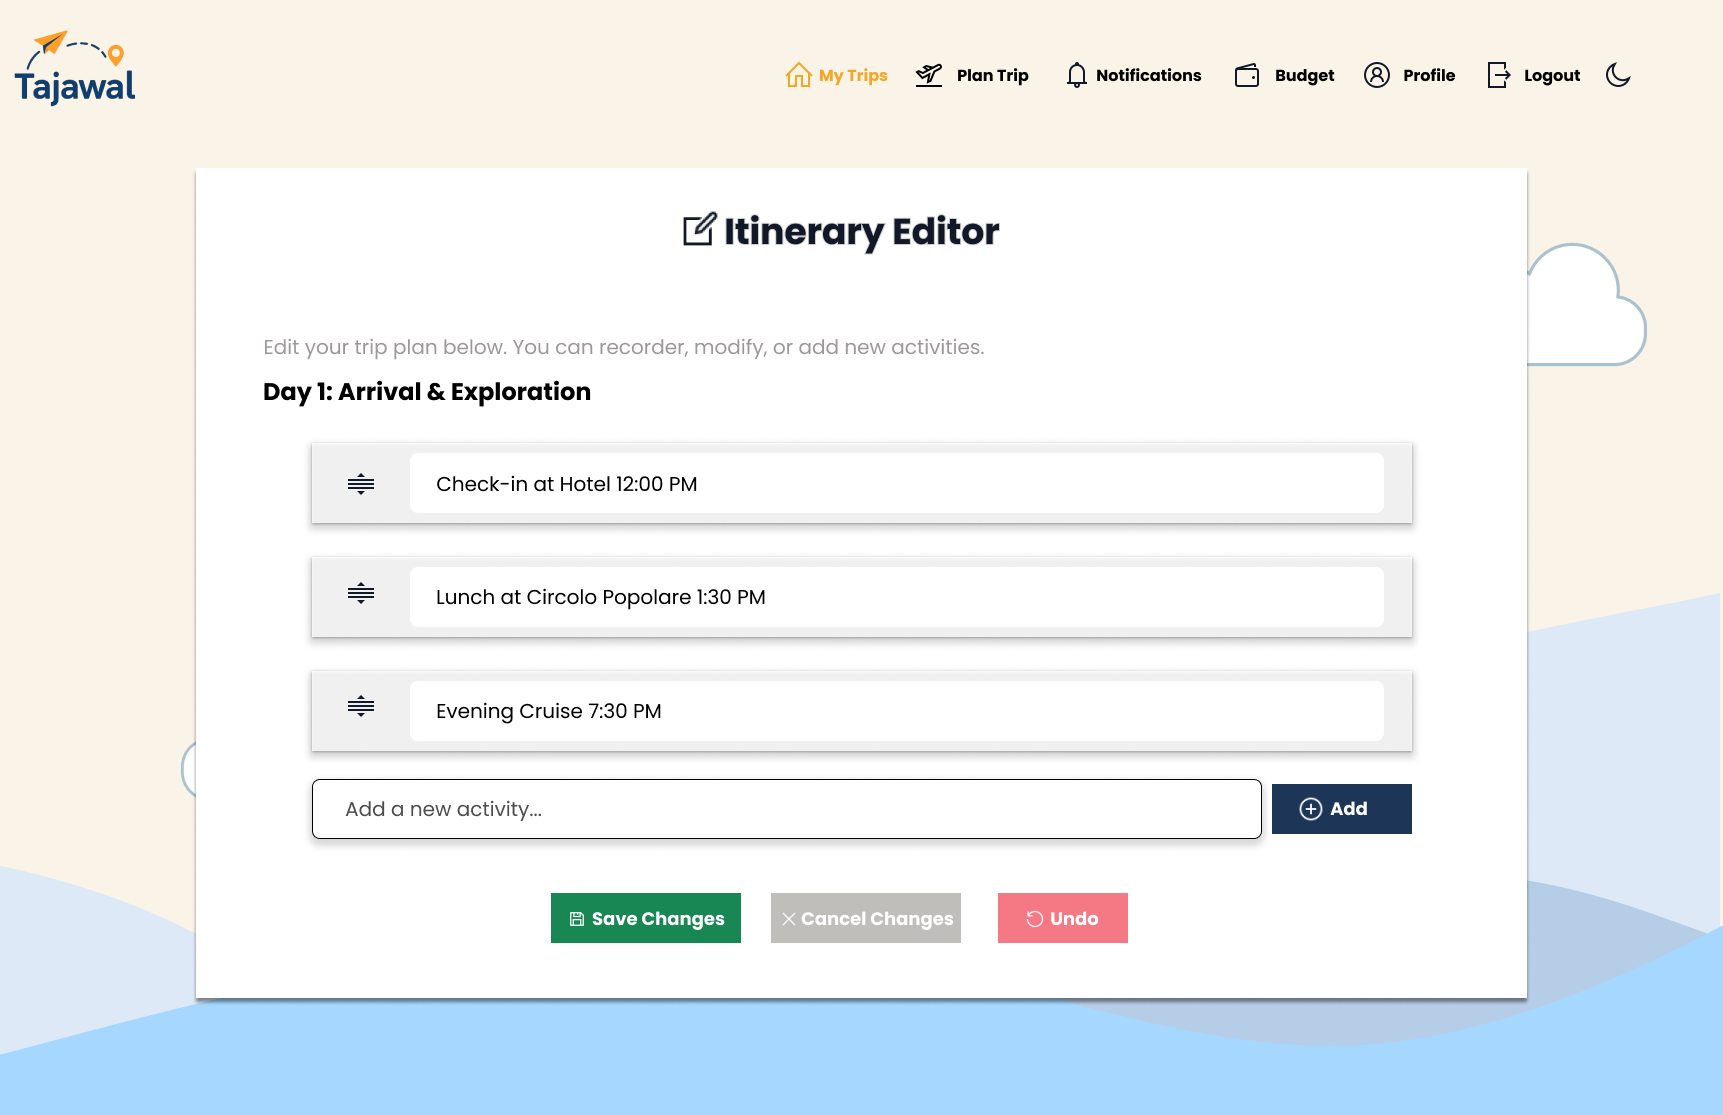 Tajawal
My Trips
Plan Trip
Notifications
Budget
Profile
Logout
Itinerary Editor
Edit your trip plan below. You can recorder, modify, or add new activities.
Day 1: Arrival & Exploration
Check-in at Hotel 12:00 PM
Lunch at Circolo Popolare 1:30 PM
Evening Cruise 7:30 PM
Add a new activity...
Add
Save Changes
Cancel Changes
Undo